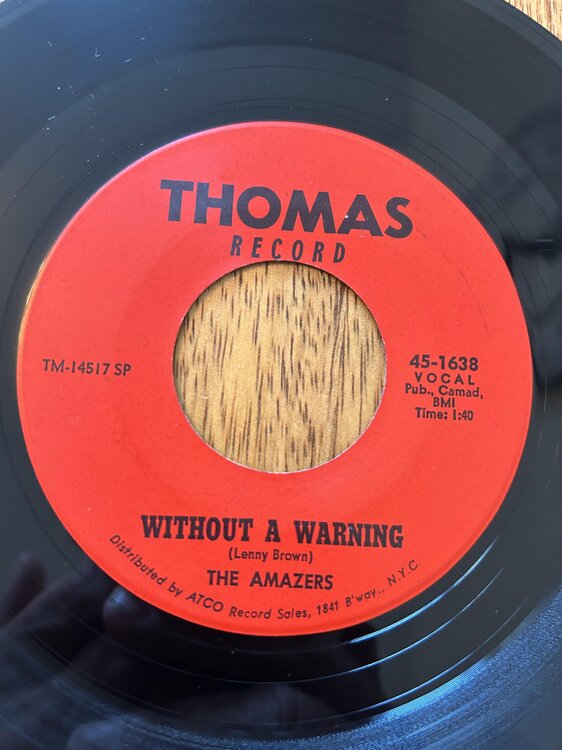 THOMAS
RECORD
TM-14517 SP
45-1638
VOCAL
Pub., Camad,
BMI
Time: 1:40
WITHOUT A WARNING
(Lenny Brown)
THE AMAZERS
Distributed by ATCO Record Sales, 1841 B'way., N.Y.C